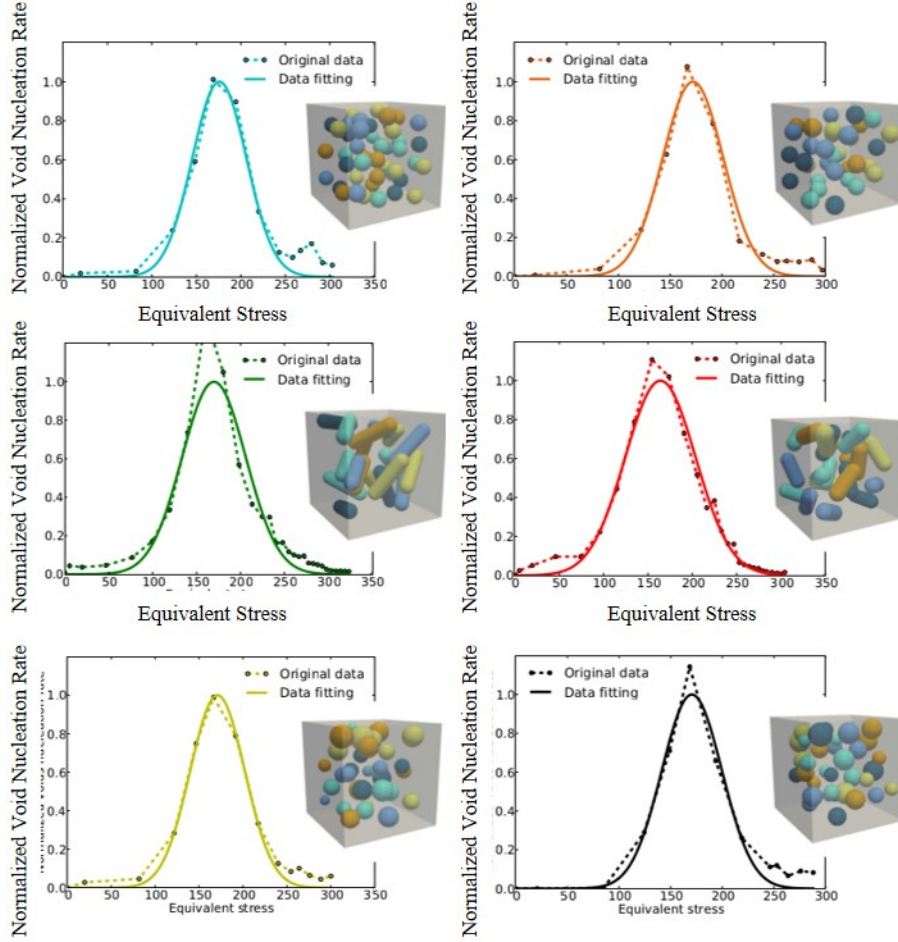 Normalized Void Nucleation Rate
Original data
Data fitting
1.0
0.8
0.6
0.4
0.2
0.0
0 50 100 150 200 250 300 350
Equivalent Stress
Normalized Void Nucleation Rate
Original data
Data fitting
1.0
0.8
0.6
0.4
0.2
0.0
0 50 100 150 200 250 300
Equivalent Stress
Normalized Void Nucleation Rate
Original data
Data fitting
1.0
0.8
0.6
0.4
0.2
0.0
0 50 100 150 200 250 300 350
Equivalent Stress
Normalized Void Nucleation Rate
Original data
Data fitting
1.0
0.8
0.6
0.4
0.2
0.0
0 50 100 150 200 250 300 350
Equivalent Stress
Normalized Void Nucleation Rate
Original data
Data fitting
1.0
0.8
0.6
0.4
0.2
0.0
0 50 100 150 200 250 300 350
Equivalent stress
Normalized Void Nucleation Rate
Original data
Data fitting
1.0
0.8
0.6
0.4
0.2
0.0
0 50 100 150 200 250 300
Equivalent stress